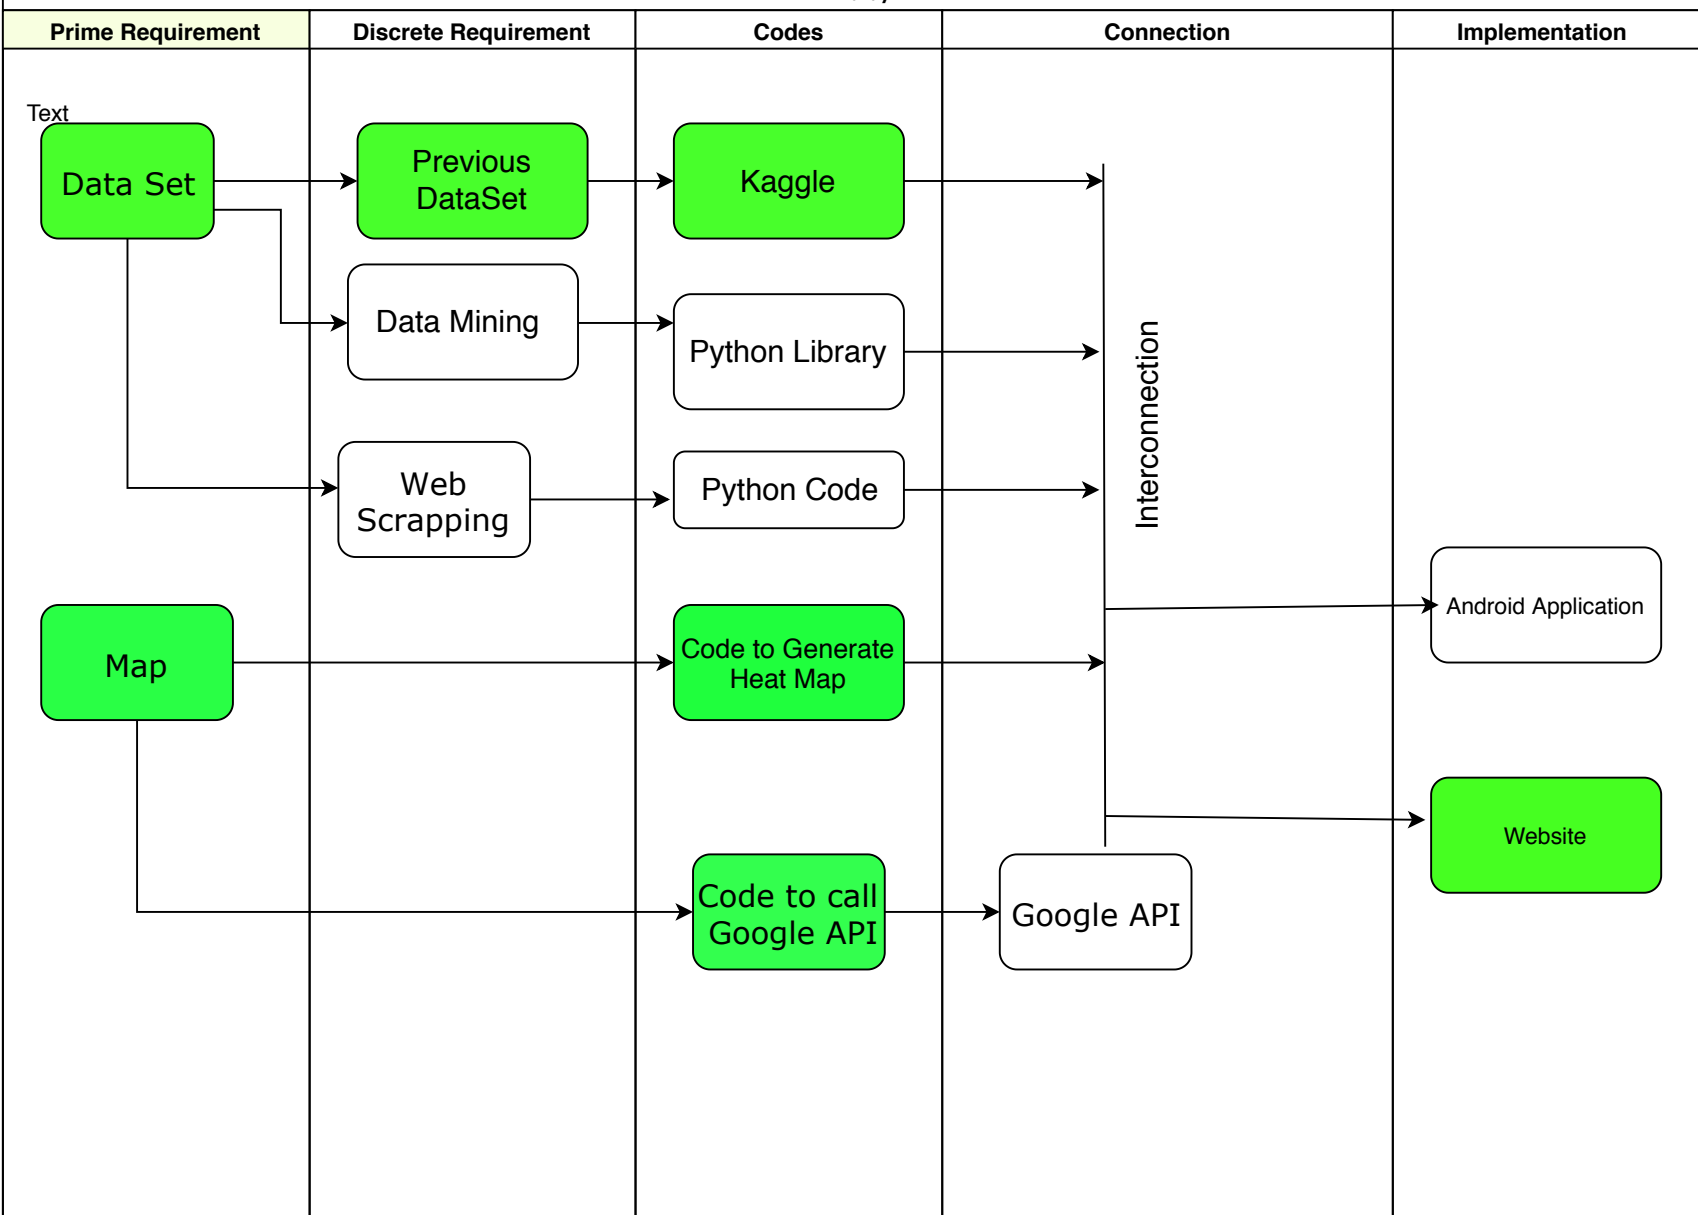 Prime Requirement
Discrete Requirement
Codes
Connection
Implementation
Text
Data Set
Previous
DataSet
Kaggle
Data Mining
Python Library
Interconnection
Web
Scrapping
Python Code
Android Application
Map
Code to Generate
Heat Map
Website
Code to call
Google API
Google API